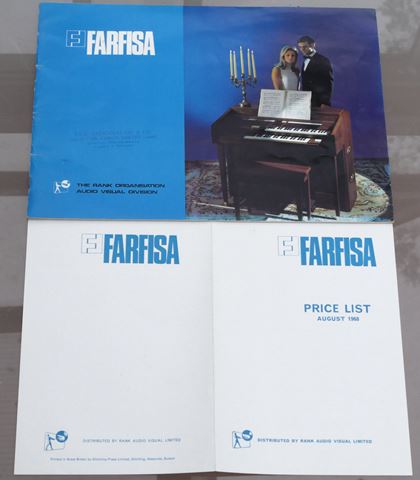 FARFISA
THE RANK ORGANISATION
AUDIO VISUAL DIVISION
FARFISA
DISTRIBUTED BY RANK AUDIO VISUAL LIMITED
FARFISA
PRICE LIST
AUGUST 1968
DISTRIBUTED BY RANK AUDIO VISUAL LIMITED